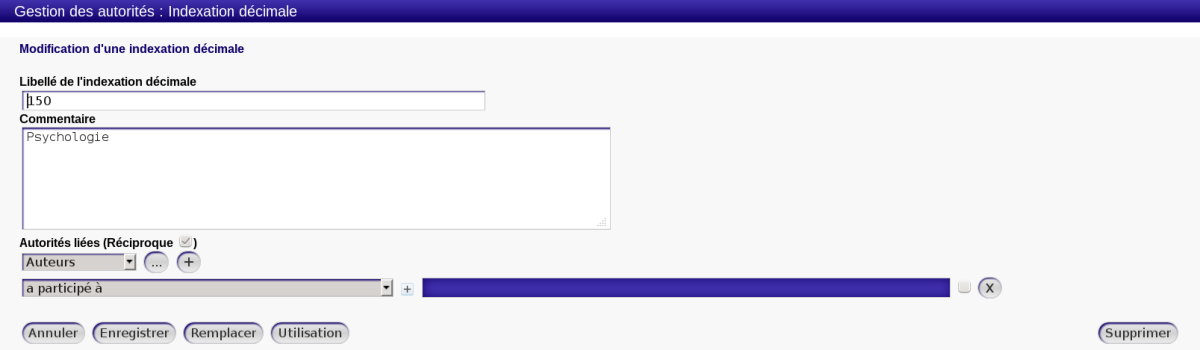 Gestion des autorités : Indexation décimale
Modification d'une indexation décimale
Libellé de l'indexation décimale
150
Commentaire
Psychologie
Autorités liées (Réciproque )
Auteurs ... +
a participé à + X
Annuler Enregistrer Remplacer Utilisation Supprimer